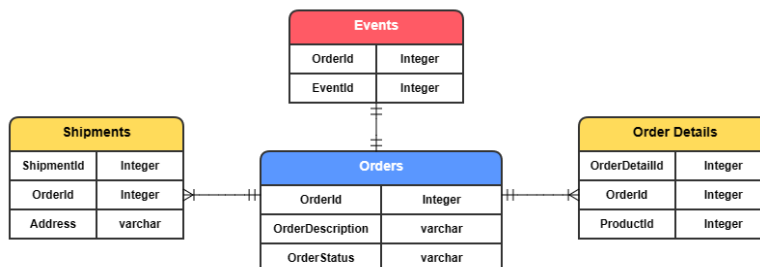 Events
OrderId Integer
EventId Integer
Shipments
ShipmentId Integer
OrderId Integer
Address varchar
Orders
OrderId Integer
OrderDescription varchar
OrderStatus varchar
Order Details
OrderDetailId Integer
OrderId Integer
ProductId Integer